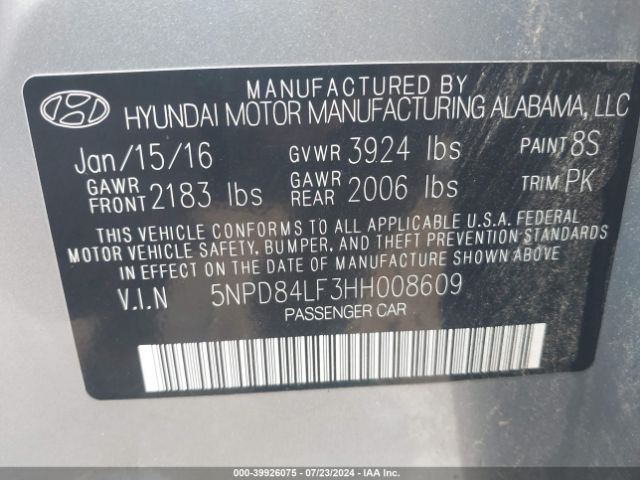 MANUFACTURED BY
HYUNDAI MOTOR MANUFACTURING ALABAMA, LLC
Jan/15/16 GVWR 3924 lbs PAINT 8S
GAWR FRONT 2183 lbs GAWR REAR 2006 lbs TRIM PK
THIS VEHICLE CONFORMS TO ALL APPLICABLE U.S.A. FEDERAL
MOTOR VEHICLE SAFETY, BUMPER, AND THEFT PREVENTION STANDARDS
IN EFFECT ON THE DATE OF MANUFACTURE SHOWN ABOVE.
V.I.N 5NPD84LF3HH008609
PASSENGER CAR
000-39926075 - 07/23/2024 - IAA Inc.